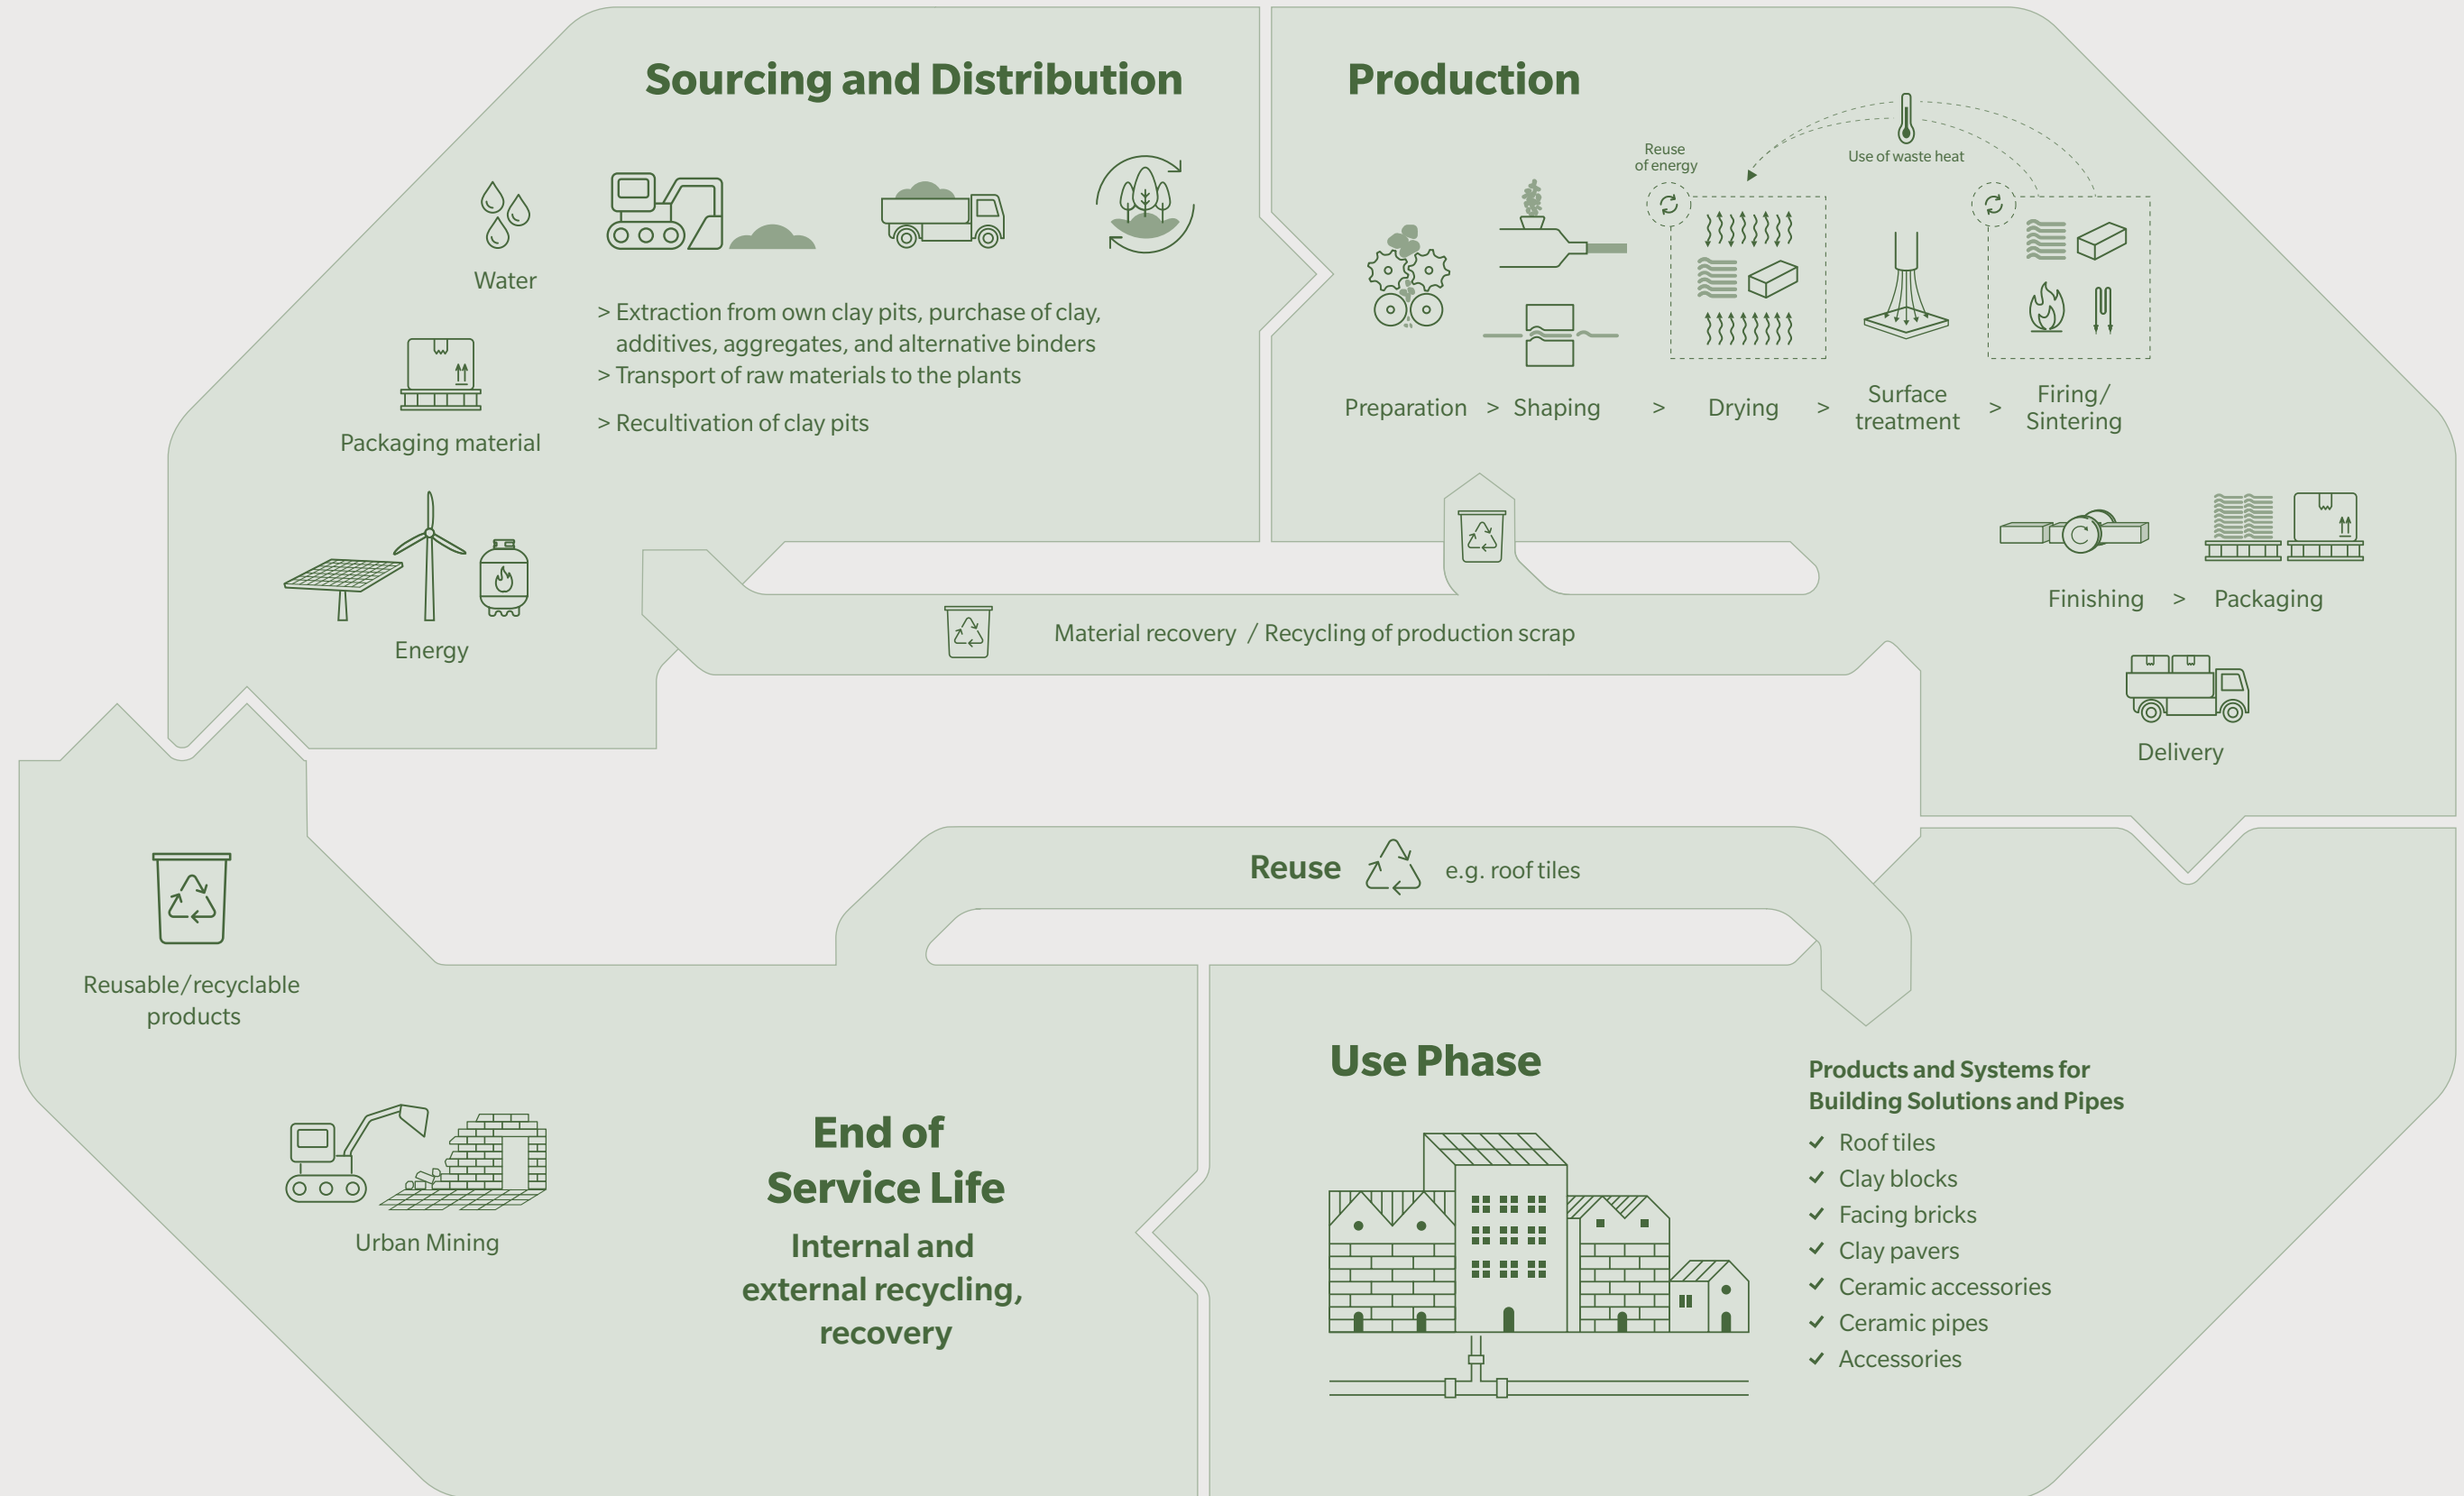 Sourcing and Distribution
Water
Packaging material
Energy
> Extraction from own clay pits, purchase of clay,
additives, aggregates, and alternative binders
> Transport of raw materials to the plants
> Recultivation of clay pits
Production
Reuse
of energy
Use of waste heat
Preparation > Shaping > Drying > Surface treatment > Firing/ Sintering
Finishing > Packaging
Delivery
Material recovery / Recycling of production scrap
Reuse e.g. roof tiles
Use Phase
Products and Systems for
Building Solutions and Pipes
Roof tiles
Clay blocks
Facing bricks
Clay pavers
Ceramic accessories
Ceramic pipes
Accessories
End of
Service Life
Internal and
external recycling,
recovery
Urban Mining
Reusable/recyclable
products